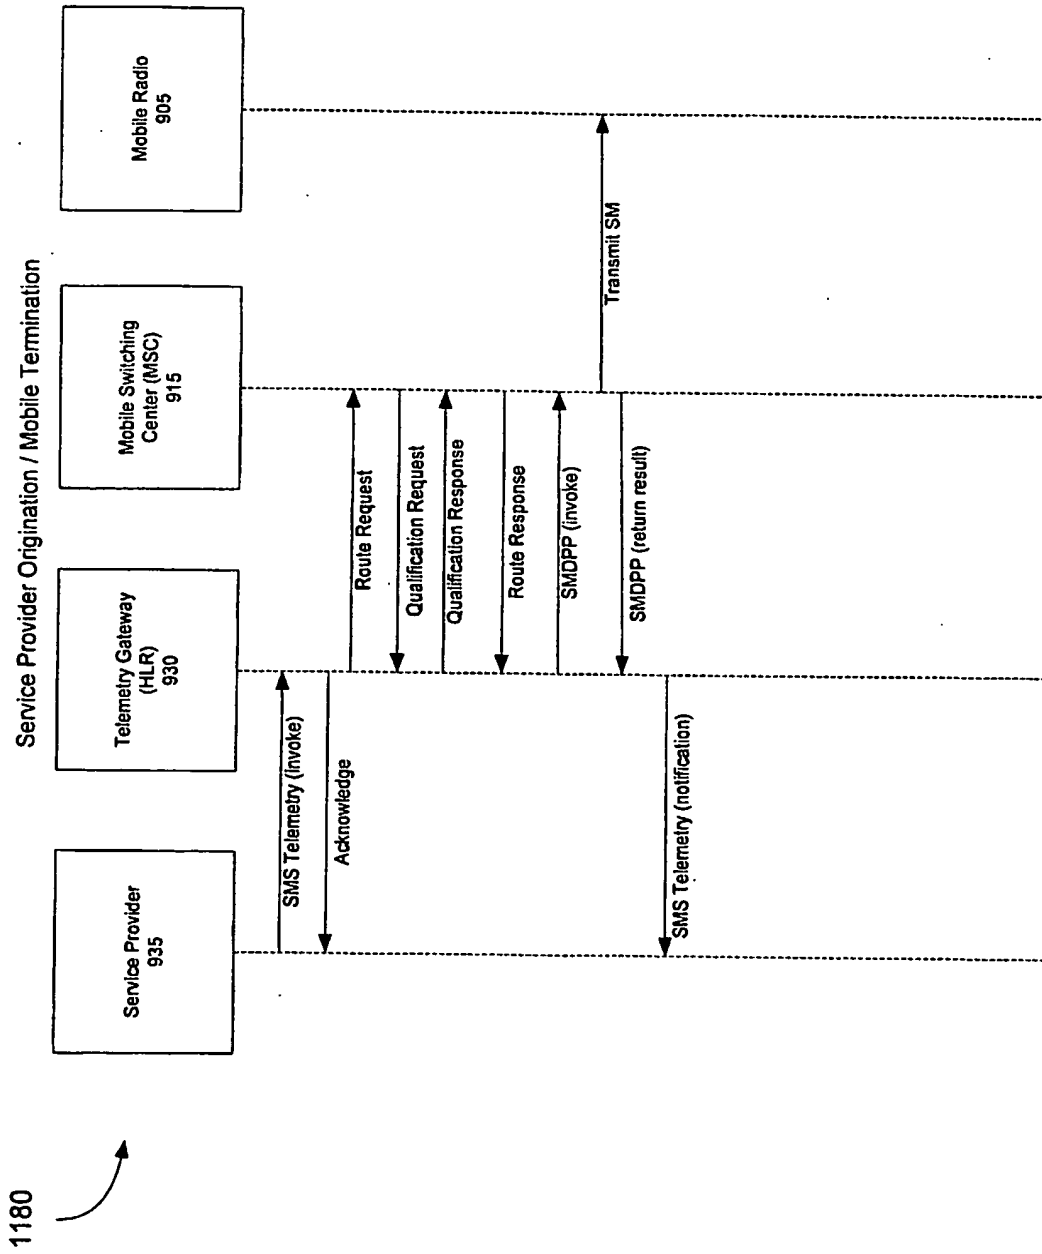 1180
Service Provider Origination / Mobile Termination
Service Provider
935
Telemetry Gateway
(HLR)
930
Mobile Switching
Center (MSC)
915
Mobile Radio
905
SMS Telemetry (invoke)
Acknowledge
Route Request
Qualification Request
Qualification Response
Route Response
SMDPP (invoke)
Transmit SM
SMDPP (return result)
SMS Telemetry (notification)